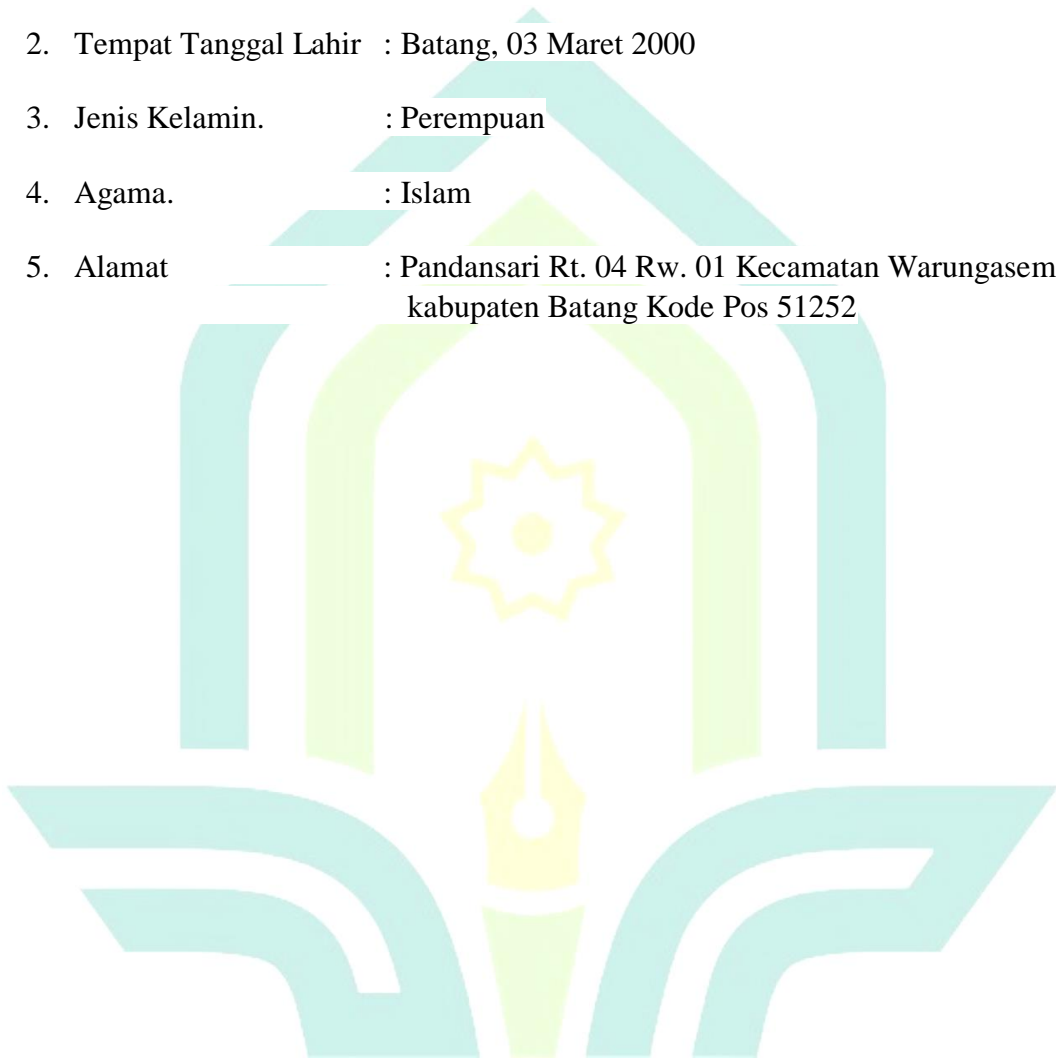 2. Tempat Tanggal Lahir : Batang, 03 Maret 2000
3. Jenis Kelamin. : Perempuan
4. Agama. : Islam
5. Alamat : Pandansari Rt. 04 Rw. 01 Kecamatan Warungasem
kabupaten Batang Kode Pos 51252